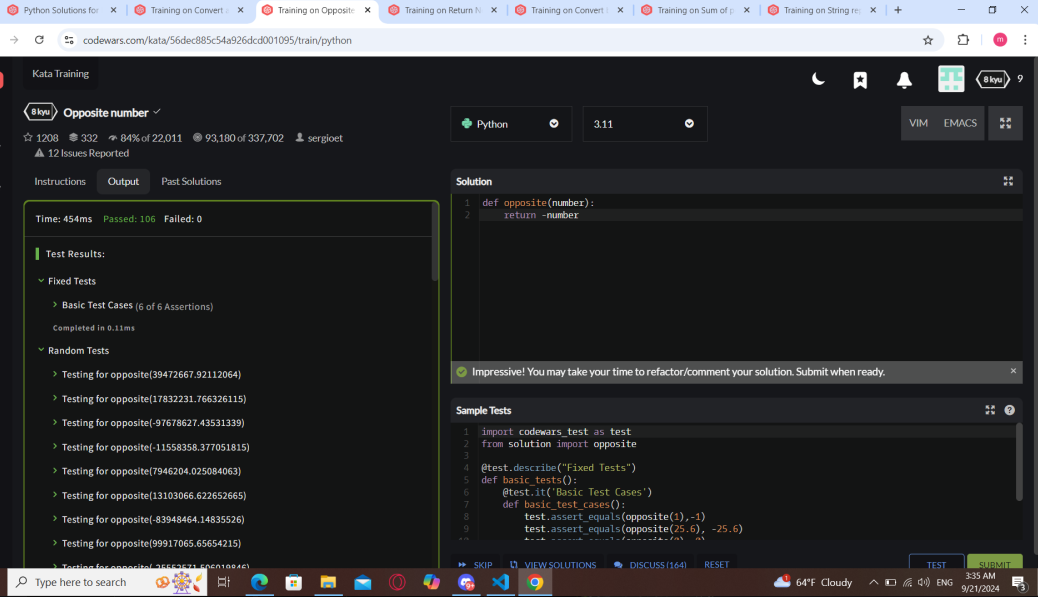 Python Solutions for
Training on Convert
Training on Opposite
Training on Return N
Training on Convert
Training on Sum of p
Training on String re
codewars.com/kata/56dec885c54a926dcd001095/train/python
m
Kata Training
8 kyu
9
8 kyu Opposite number
1208 332 84% of 22,011 93,180 of 337,702 sergioet
12 Issues Reported
Python
3.11
VIM EMACS
Instructions Output Past Solutions
Time: 454ms Passed: 106 Failed: 0
Test Results:
Fixed Tests
Basic Test Cases (6 of 6 Assertions)
Completed in 0.11ms
Random Tests
Testing for opposite(39472667.92112064)
Testing for opposite(17832231.766326115)
Testing for opposite(-97678627.43531339)
Testing for opposite(-11558358.377051815)
Testing for opposite(7946204.025084063)
Testing for opposite(13103066.622652665)
Testing for opposite(-83948464.14835526)
Testing for opposite(99917065.65654215)
Solution
1 def opposite(number):
2 return -number
Impressive! You may take your time to refactor/comment your solution. Submit when ready.
Sample Tests
1 import codewars_test as test
2 from solution import opposite
3
4 @test.describe("Fixed Tests")
5 def basic_tests():
6 @test.it('Basic Test Cases')
7 def basic_test_cases():
8 test.assert_equals(opposite(1),-1)
9 test.assert_equals(opposite(25.6), -25.6)
SKIP VIEW SOLUTIONS DISCUSS (164) RESET TEST SUBMIT
Type here to search
1
64°F Cloudy
ENG
3:35 AM
9/21/2024
3